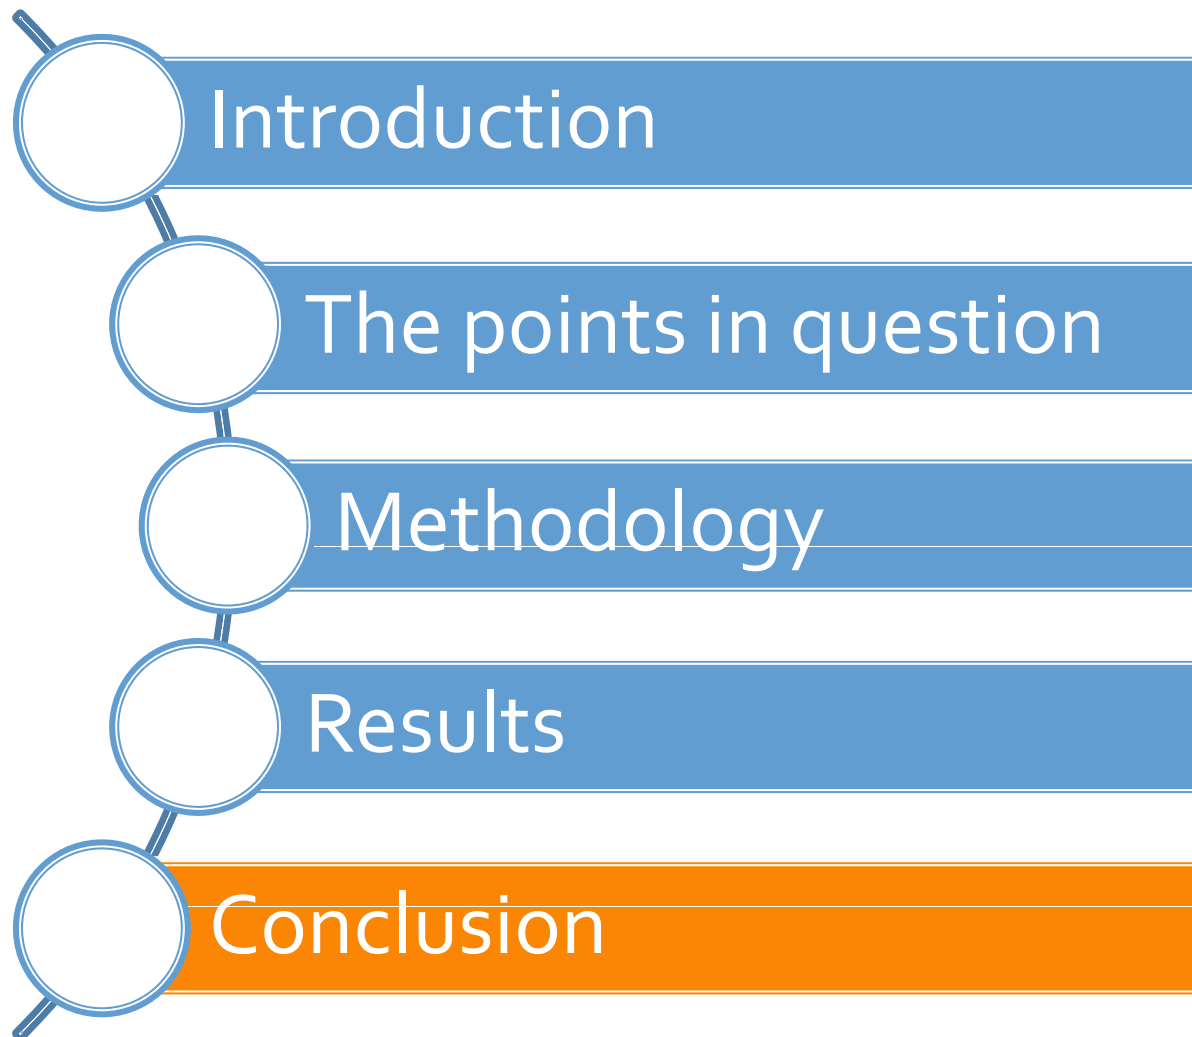 Introduction
The points in question
Methodology
Results
Conclusion